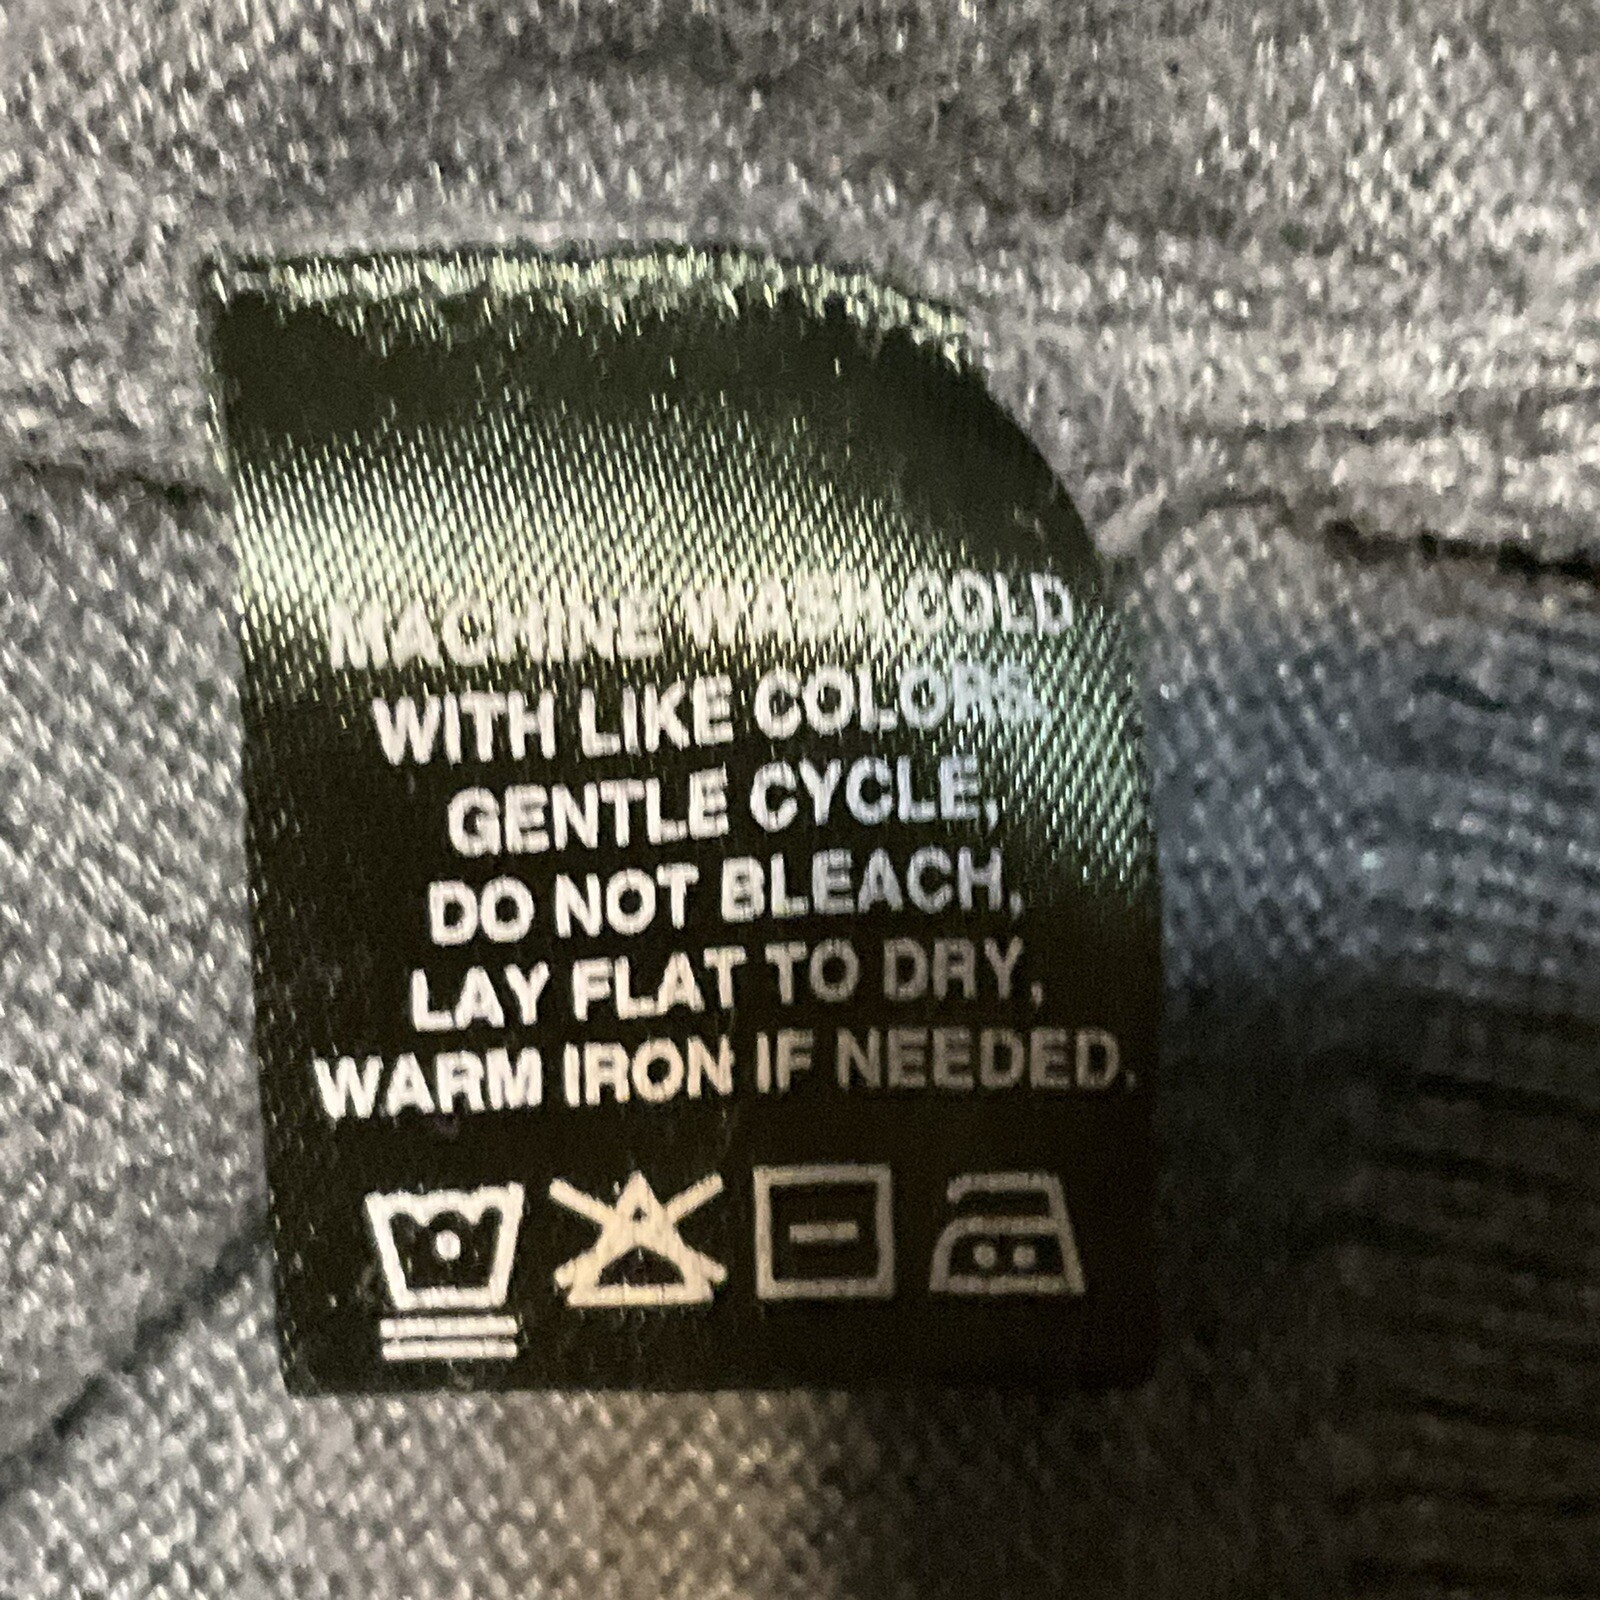 MACHINE WASH COLD
WITH LIKE COLORS,
GENTLE CYCLE,
DO NOT BLEACH,
LAY FLAT TO DRY,
WARM IRON IF NEEDED.